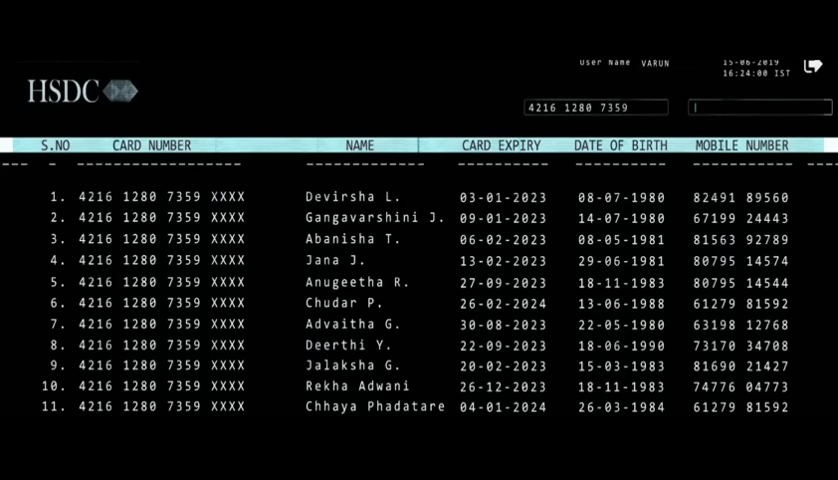 User Name VARUN
15-06-2019
16:24:00 IST
HSDC
4216 1280 7359
S.NO CARD NUMBER NAME CARD EXPIRY DATE OF BIRTH MOBILE NUMBER
1. 4216 1280 7359 XXXX Devirsha L. 03-01-2023 08-07-1980 82491 89560
2. 4216 1280 7359 XXXX Gangavarshini J. 09-01-2023 14-07-1980 67199 24443
3. 4216 1280 7359 XXXX Abanisha T. 06-02-2023 08-05-1981 81563 92789
4. 4216 1280 7359 XXXX Jana J. 13-02-2023 29-06-1981 80795 14574
5. 4216 1280 7359 XXXX Anugeetha R. 27-09-2023 18-11-1983 80795 14544
6. 4216 1280 7359 XXXX Chudar P. 26-02-2024 13-06-1988 61279 81592
7. 4216 1280 7359 XXXX Advaitha G. 30-08-2023 22-05-1980 63198 12768
8. 4216 1280 7359 XXXX Deerthi Y. 22-09-2023 18-06-1990 73170 34708
9. 4216 1280 7359 XXXX Jalaksha G. 20-02-2023 15-03-1983 81690 21427
10. 4216 1280 7359 XXXX Rekha Adwani 26-12-2023 18-11-1983 74776 04773
11. 4216 1280 7359 XXXX Chhaya Phadatare 04-01-2024 26-03-1984 61279 81592